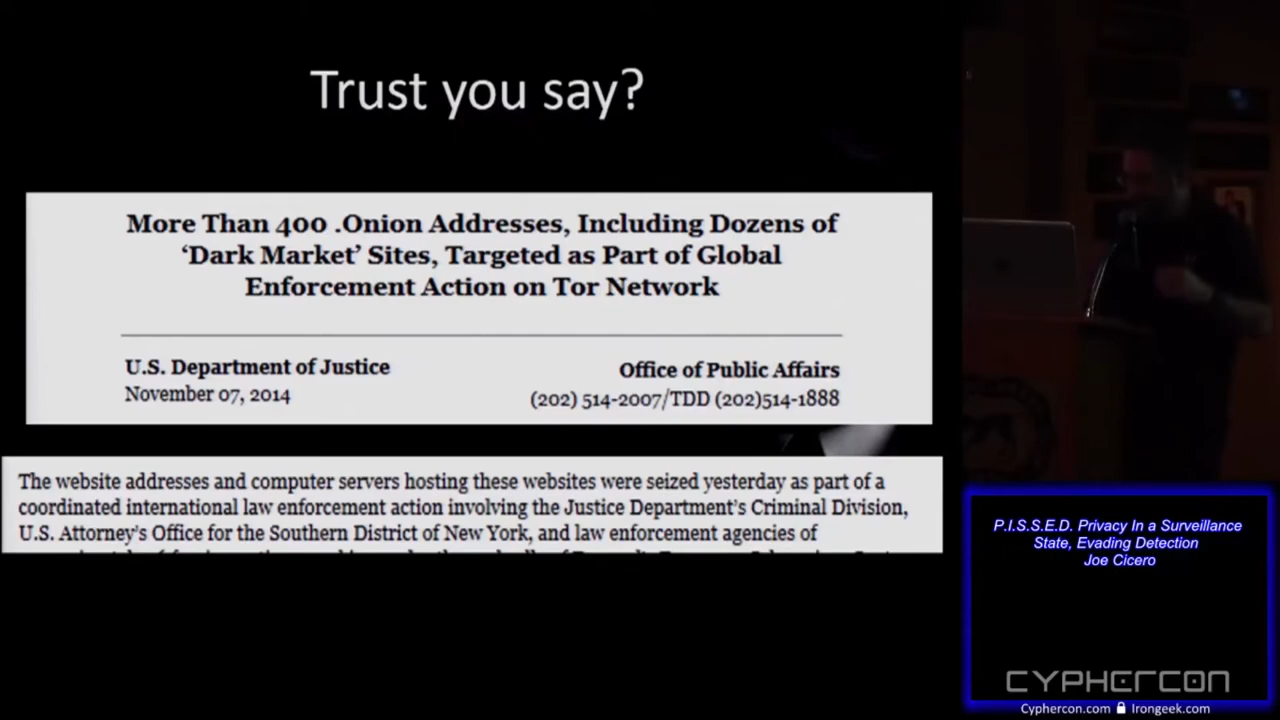 Trust you say?
More Than 400 .Onion Addresses, Including Dozens of
‘Dark Market’ Sites, Targeted as Part of Global
Enforcement Action on Tor Network
U.S. Department of Justice
November 07, 2014
Office of Public Affairs
(202) 514-2007/TDD (202)514-1888
The website addresses and computer servers hosting these websites were seized yesterday as part of a
coordinated international law enforcement action involving the Justice Department’s Criminal Division,
U.S. Attorney’s Office for the Southern District of New York, and law enforcement agencies of
P.I.S.S.E.D. Privacy In a Surveillance
State, Evading Detection
Joe Cicero
CYPHERCON
Cyphercon.com Irongeek.com